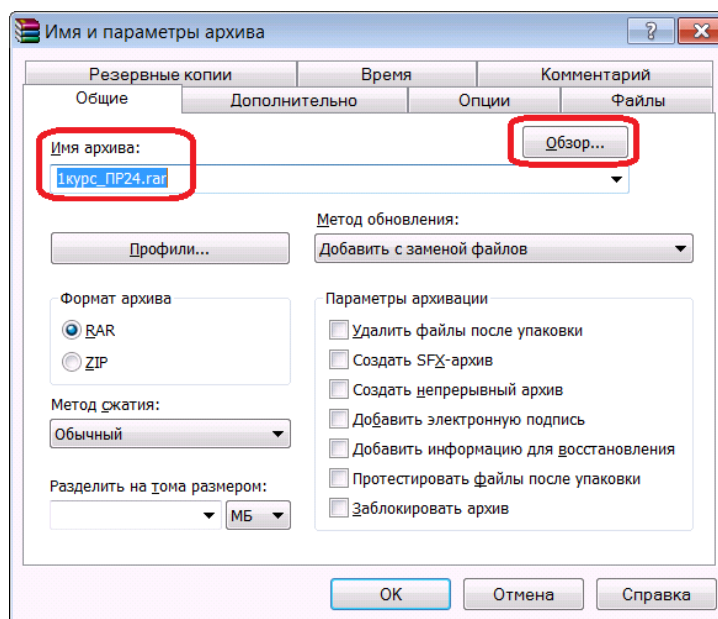 Имя и параметры архива
Резервные копии Время Комментарий
Общие Дополнительно Опции Файлы
Имя архива:
Обзор...
1курс_ПР24.rar
Метод обновления:
Профили...
Добавить с заменой файлов
Формат архива
RAR
ZIP
Метод сжатия:
Обычный
Разделить на тома размером:
МБ
Параметры архивации
Удалить файлы после упаковки
Создать SFX-архив
Создать непрерывный архив
Добавить электронную подпись
Добавить информацию для восстановления
Протестировать файлы после упаковки
Заблокировать архив
OK Отмена Справка